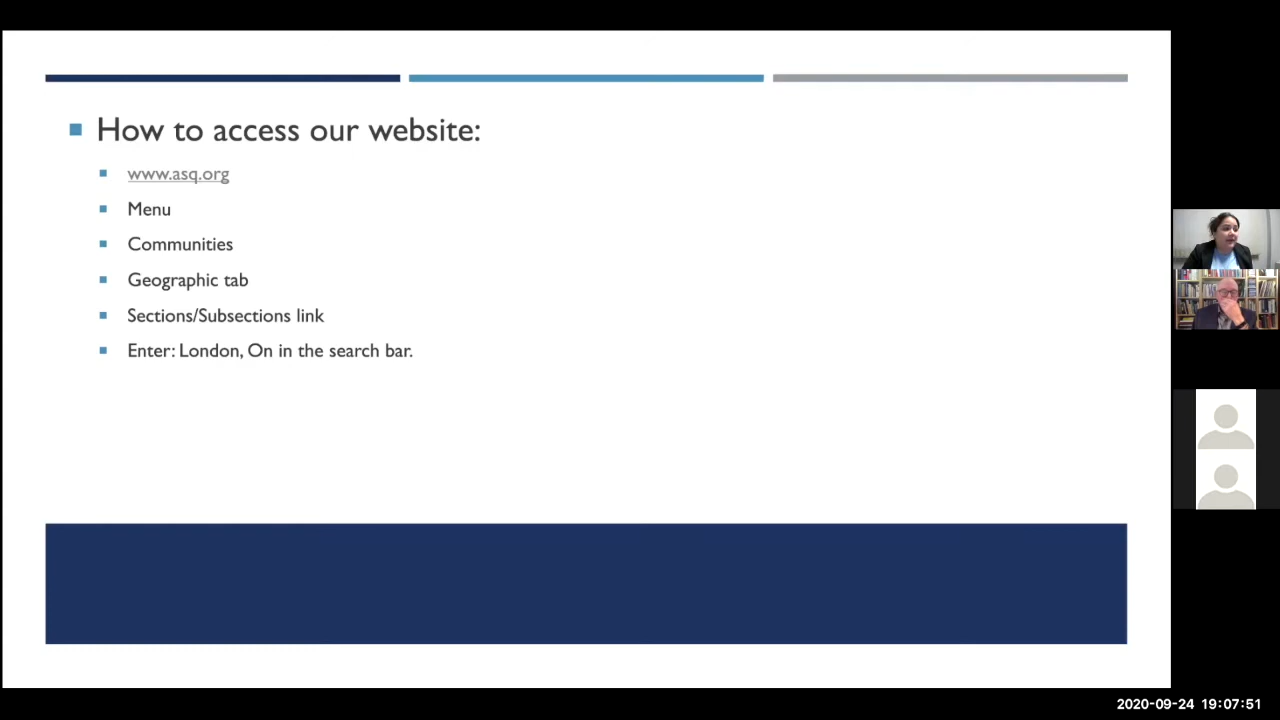 How to access our website:
www.asq.org
Menu
Communities
Geographic tab
Sections/Subsections link
Enter: London, On in the search bar.
2020-09-24 19:07:51